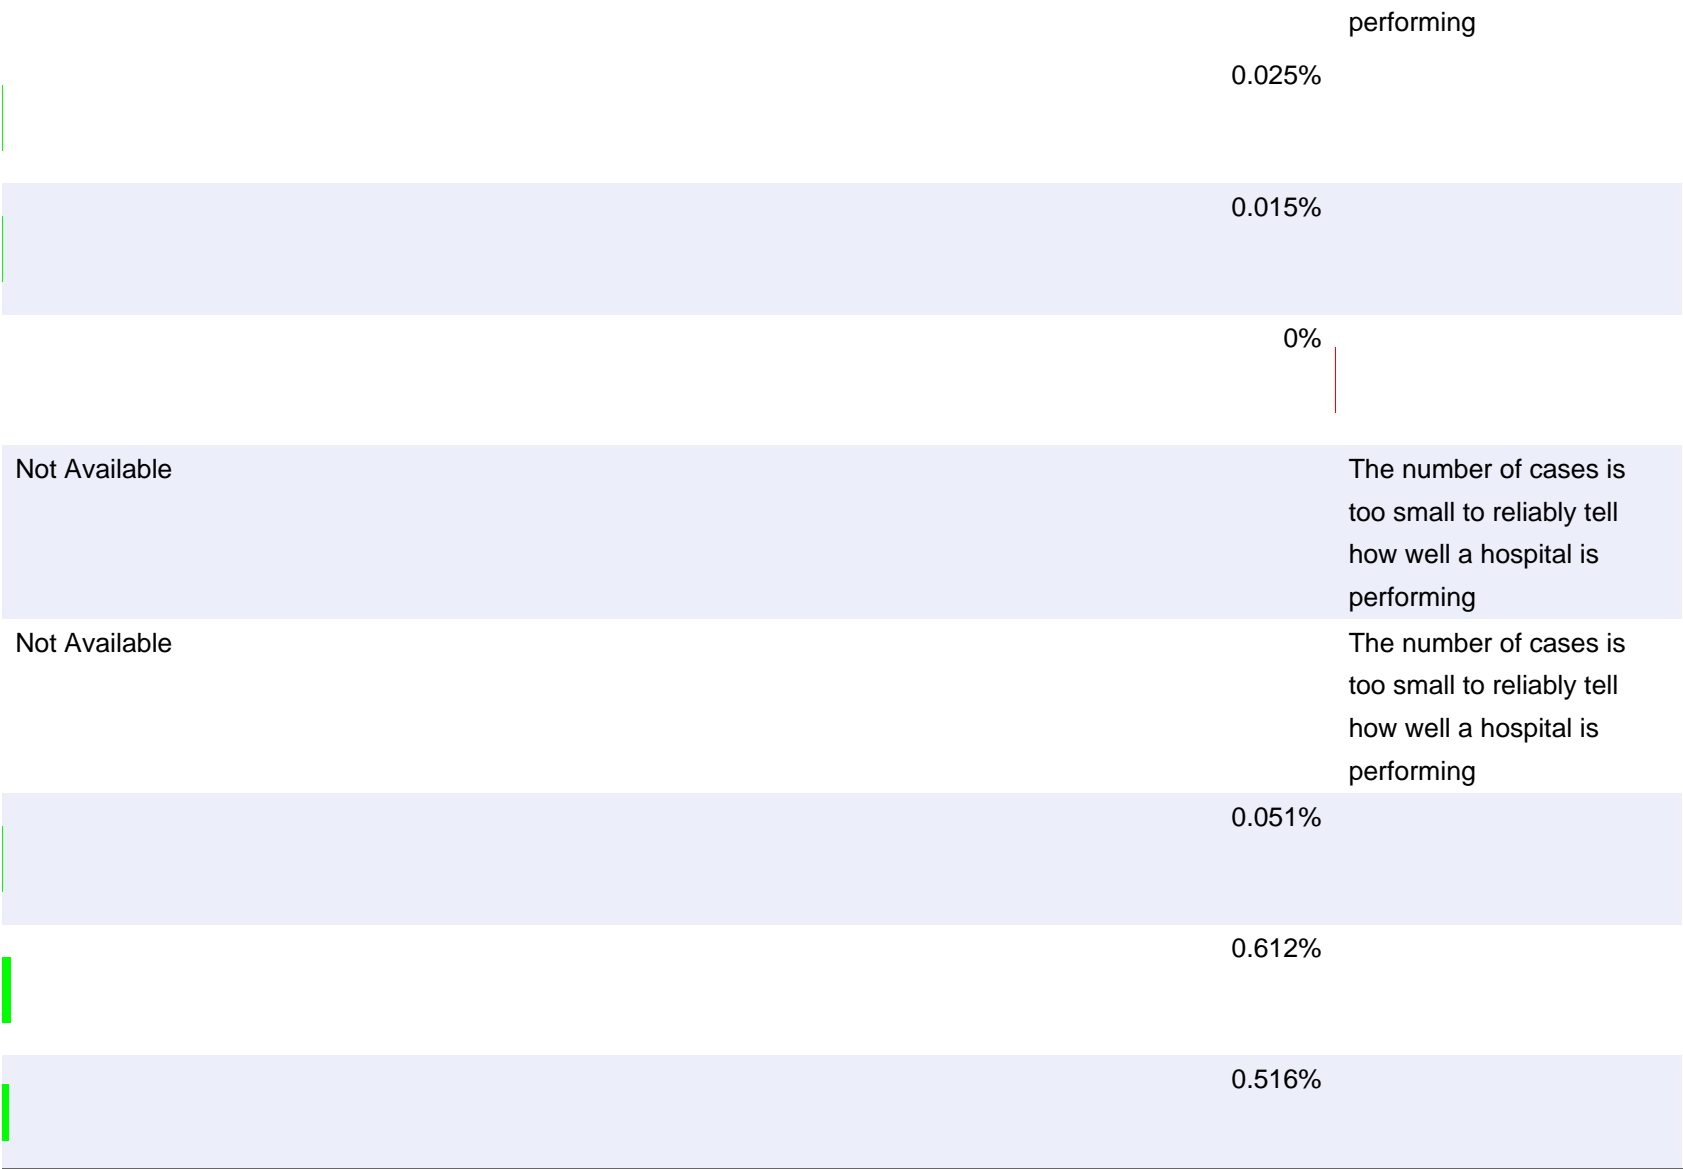 performing
0.025%
0.015%
0%
Not Available
The number of cases is
too small to reliably tell
how well a hospital is
performing
Not Available
The number of cases is
too small to reliably tell
how well a hospital is
performing
0.051%
0.612%
0.516%